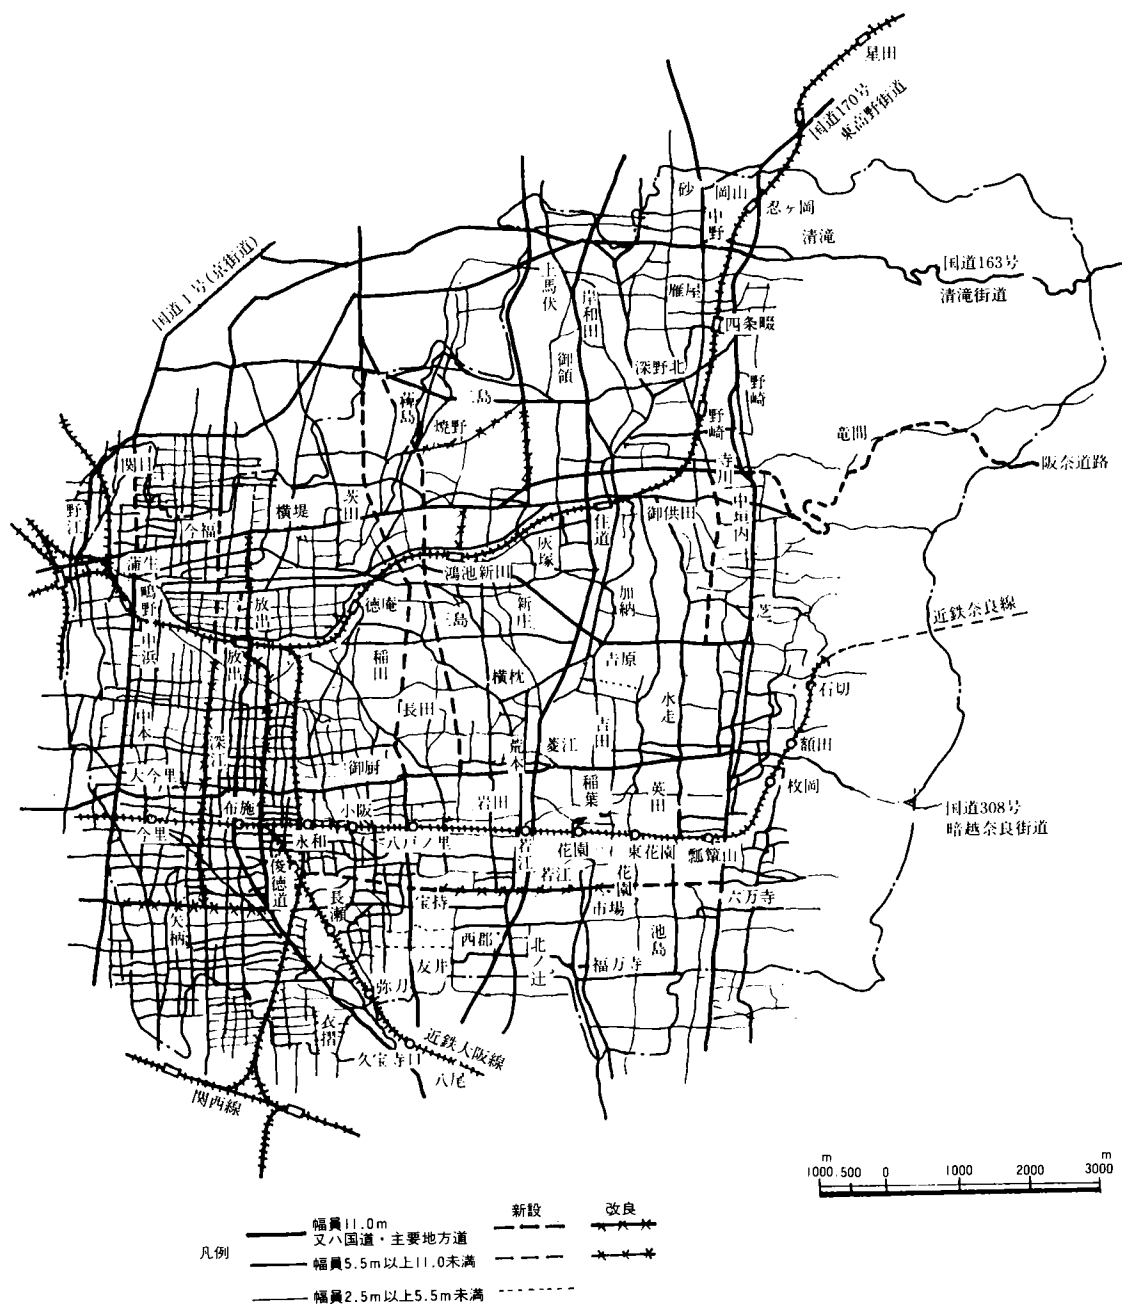 星田
国道170号
東高野街道
砂
岡山
忍ヶ岡
中野
清滝
国道1号(京街道)
国道163号
清滝街道
上馬伏
岸和田
雁屋
四条畷
御領
深野北
野崎
三島
焼野
野崎
竜間
阪奈道路
関目
寺川
茨田
横堤
野江
今福
中垣内
住道
御供田
灰塚
蒲生
鴻池新田
鴫野
放出
徳庵
三島
新庄
加納
芝
近鉄奈良線
中浜
放出
稲田
横枕
吉原
石切
水走
長田
中本
深江
荒本
菱江
吉田
額田
大今里
御厨
稲葉
英田
枚岡
岩田
国道308号
暗越奈良街道
布施
小阪
今里
永和
八戸ノ里
若江
花園
東花園
瓢簞山
俊徳道
若江
花園
宝持
市場
六万寺
長瀬
矢柄
西郡
北ノ辻
池島
友井
福万寺
弥刀
衣摺
近鉄大阪線
久宝寺口
八尾
関西線
m
m
1000.500 0 1000 2000 3000
新設 改良
幅員11.0m
又ハ国道・主要地方道
凡例
幅員5.5m以上11.0未満
幅員2.5m以上5.5m未満